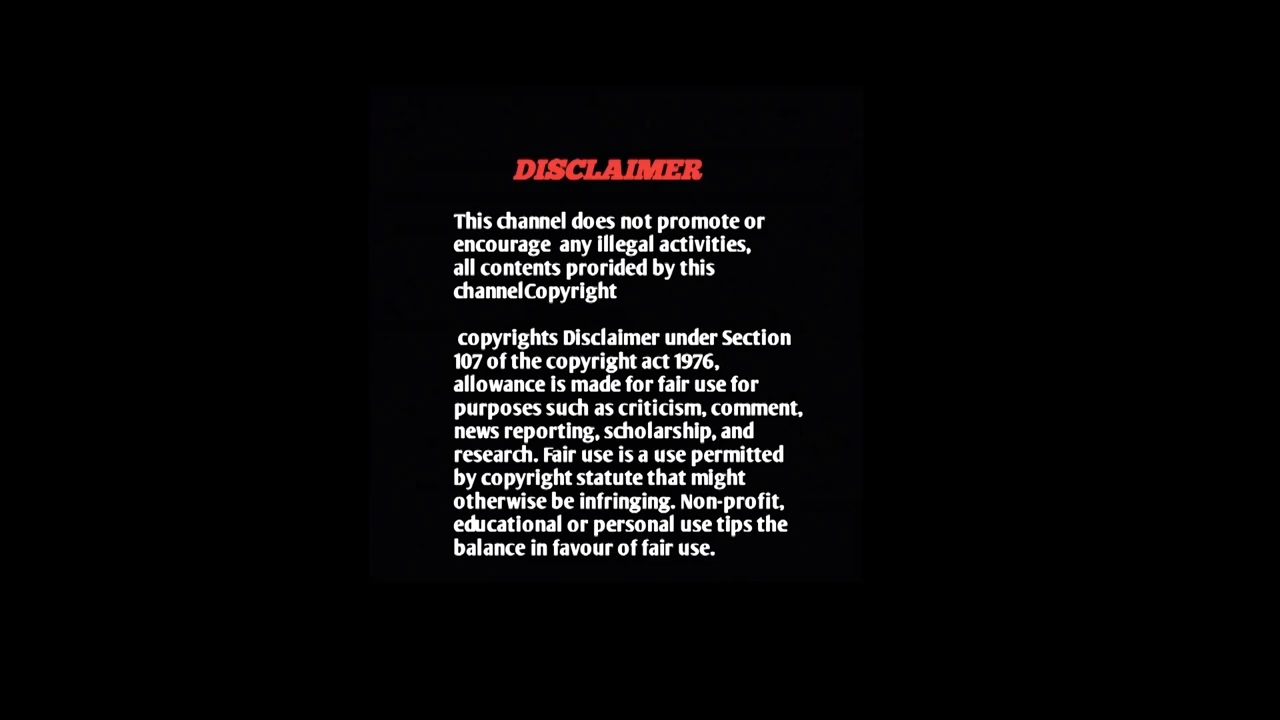 DISCLAIMER
This channel does not promote or
encourage any illegal activities,
all contents prorided by this
channelCopyright
copyrights Disclaimer under Section
107 of the copyright act 1976,
allowance is made for fair use for
purposes such as criticism, comment,
news reporting, scholarship, and
research. Fair use is a use permitted
by copyright statute that might
otherwise be infringing. Non-profit,
educational or personal use tips the
balance in favour of fair use.